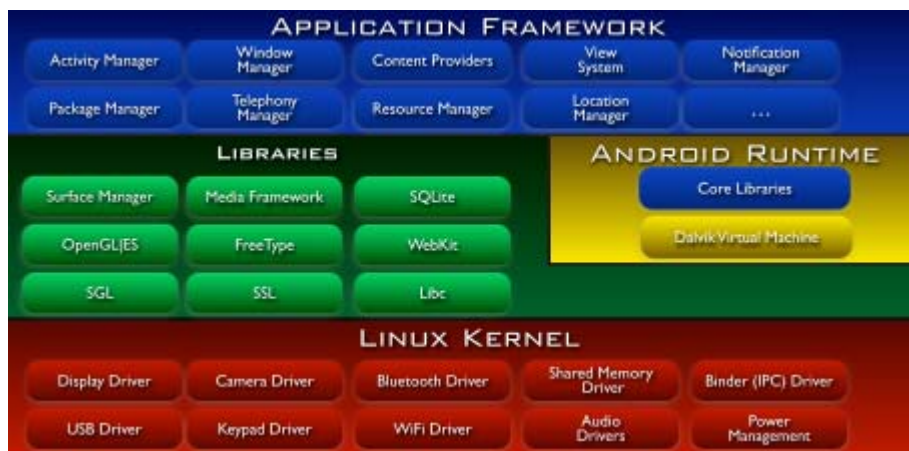 APPLICATION FRAMEWORK
Activity Manager
Window
Manager
Content Providers
View
System
Notification
Manager
Package Manager
Telephony
Manager
Resource Manager
Location
Manager
...
LIBRARIES
Surface Manager
Media Framework
SQLite
OpenGL|ES
FreeType
WebKit
SGL
SSL
Libc
ANDROID RUNTIME
Core Libraries
Dalvik Virtual Machine
LINUX KERNEL
Display Driver
Camera Driver
Bluetooth Driver
Shared Memory
Driver
Binder (IPC) Driver
USB Driver
Keypad Driver
WiFi Driver
Audio
Drivers
Power
Management